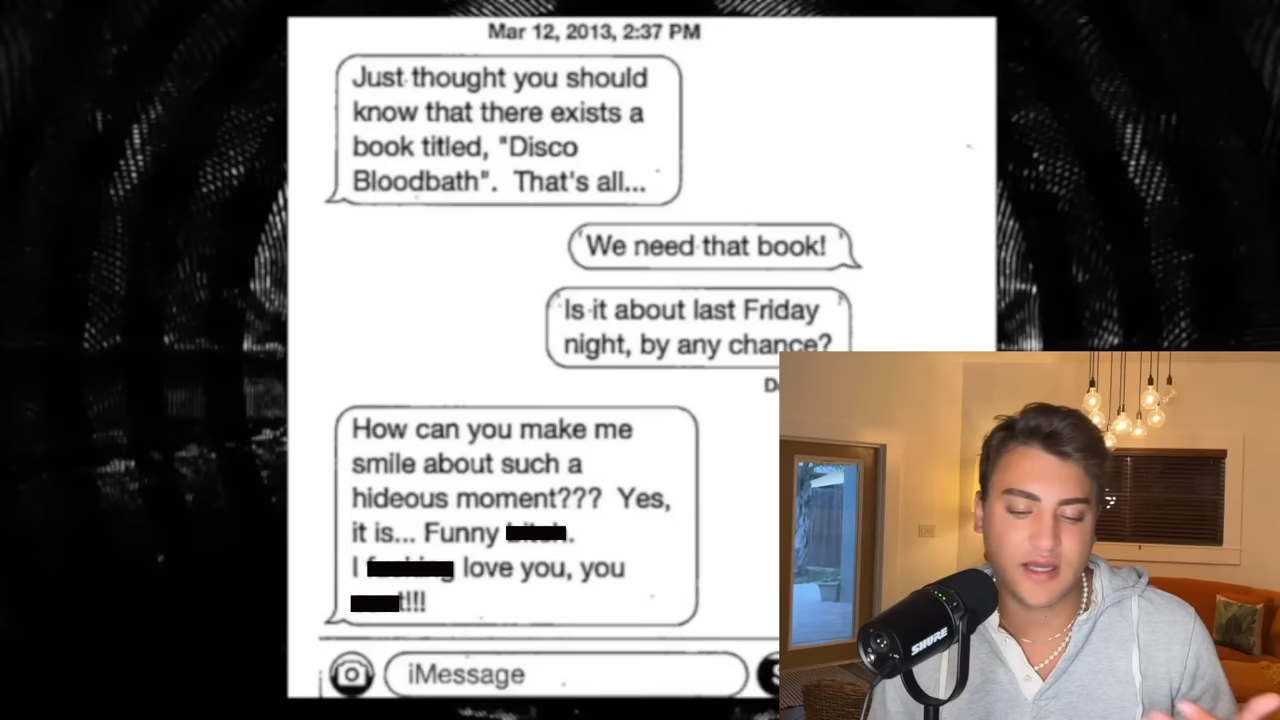 Mar 12, 2013, 2:37 PM
Just thought you should
know that there exists a
book titled, "Disco
Bloodbath". That's all...
We need that book!
Is it about last Friday
night, by any chance?
How can you make me
smile about such a
hideous moment??? Yes,
it is... Funny
I love you, you
!!!
iMessage
SHURE